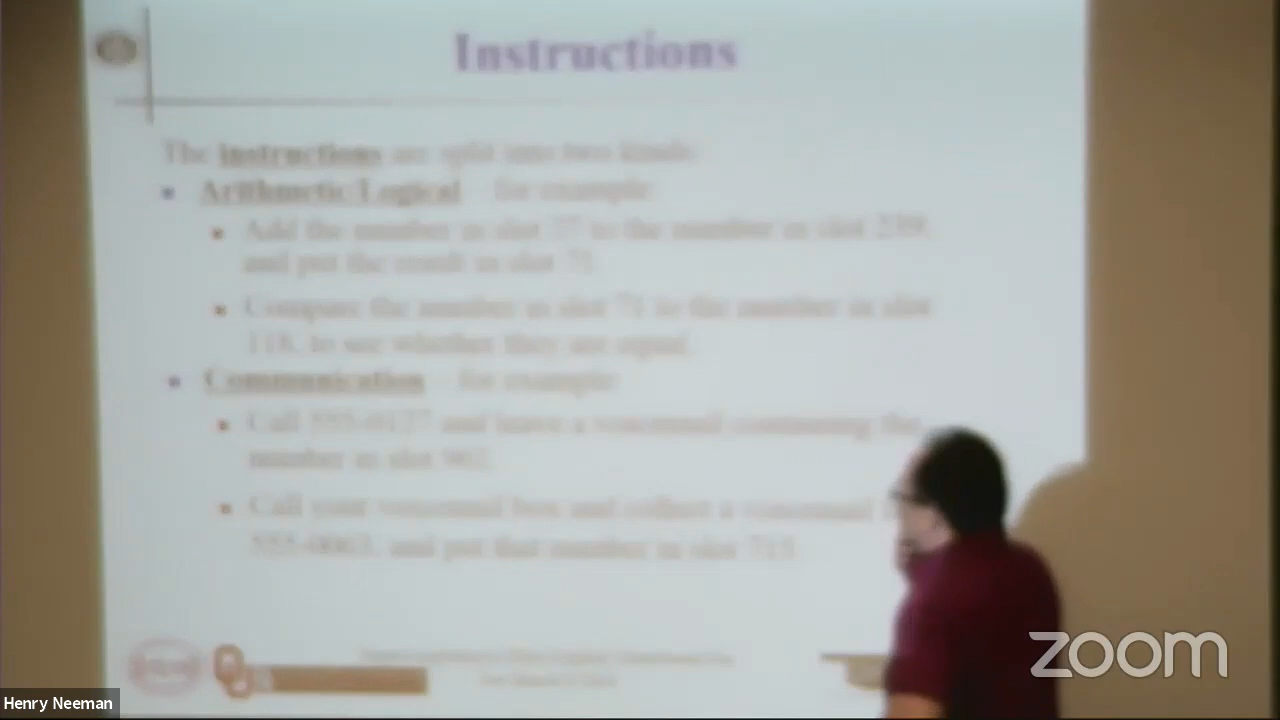 Instructions
The instructions are split into two kinds
Arithmetic/Logical for example
Add the number in slot 27 to the number in slot 239
and put the result in slot 71
Compare the number in slot 71 to the number in slot
118, to see whether they are equal.
Communication for example
Call 555-0127 and leave a voicemail containing the
number in slot 962
Call your voicemail box and collect a voicemail
555-0063, and put that number in slot 715
Henry Neeman
zoom